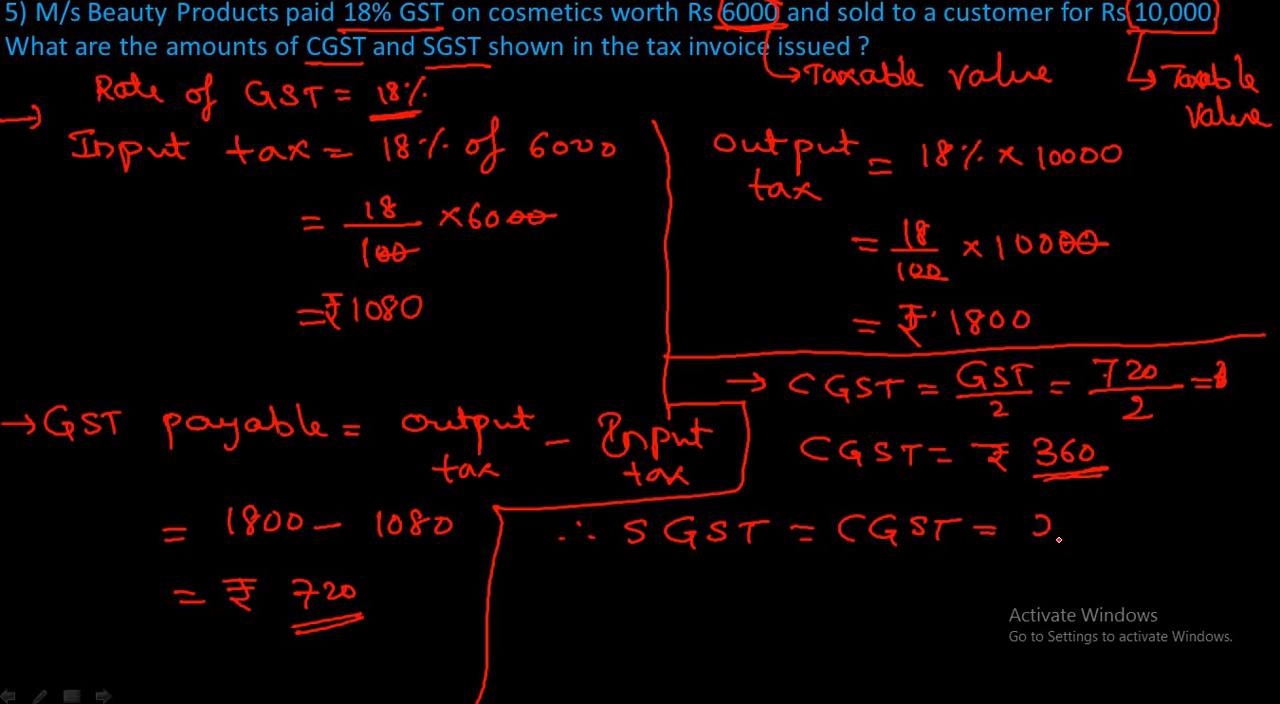 5) M/s Beauty Products paid 18% GST on cosmetics worth Rs 6000 and sold to a customer for Rs 10,000.
What are the amounts of CGST and SGST shown in the tax invoice issued ?
Taxable value
Taxable
value
→ Rate of GST = 18%
Input tax = 18% of 6000
= 18/100 × 6000
= ₹ 1080
Output tax = 18% × 10000
= 18/100 × 10000
= ₹ 1800
→ GST payable = output tax – Input tax
= 1800 – 1080
= ₹ 720
→ CGST = GST/2 = 720/2 =
CGST = ₹ 360
∴ SGST = CGST =
Activate Windows
Go to Settings to activate Windows.